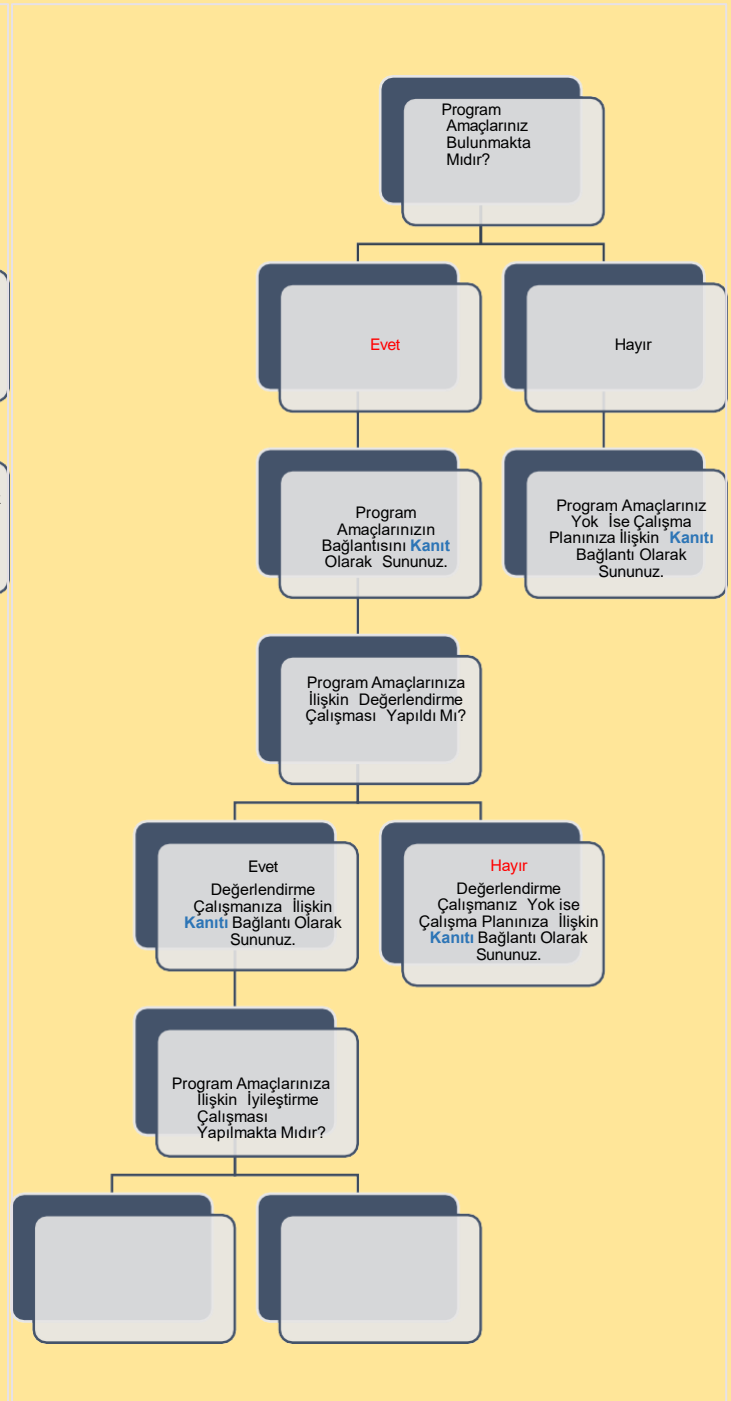 Program
Amaçlarınız
Bulunmakta
Mıdır?
Evet
Hayır
Program
Amaçlarınızın
Bağlantısını Kanıt
Olarak Sununuz.
Program Amaçlarınız
Yok İse Çalışma
Planınıza İlişkin Kanıtı
Bağlantı Olarak
Sununuz.
Program Amaçlarınıza
İlişkin Değerlendirme
Çalışması Yapıldı Mı?
Evet
Değerlendirme
Çalışmanıza İlişkin
Kanıtı Bağlantı Olarak
Sununuz.
Hayır
Değerlendirme
Çalışmanız Yok ise
Çalışma Planınıza İlişkin
Kanıtı Bağlantı Olarak
Sununuz.
Program Amaçlarınıza
İlişkin İyileştirme
Çalışması
Yapılmakta Mıdır?